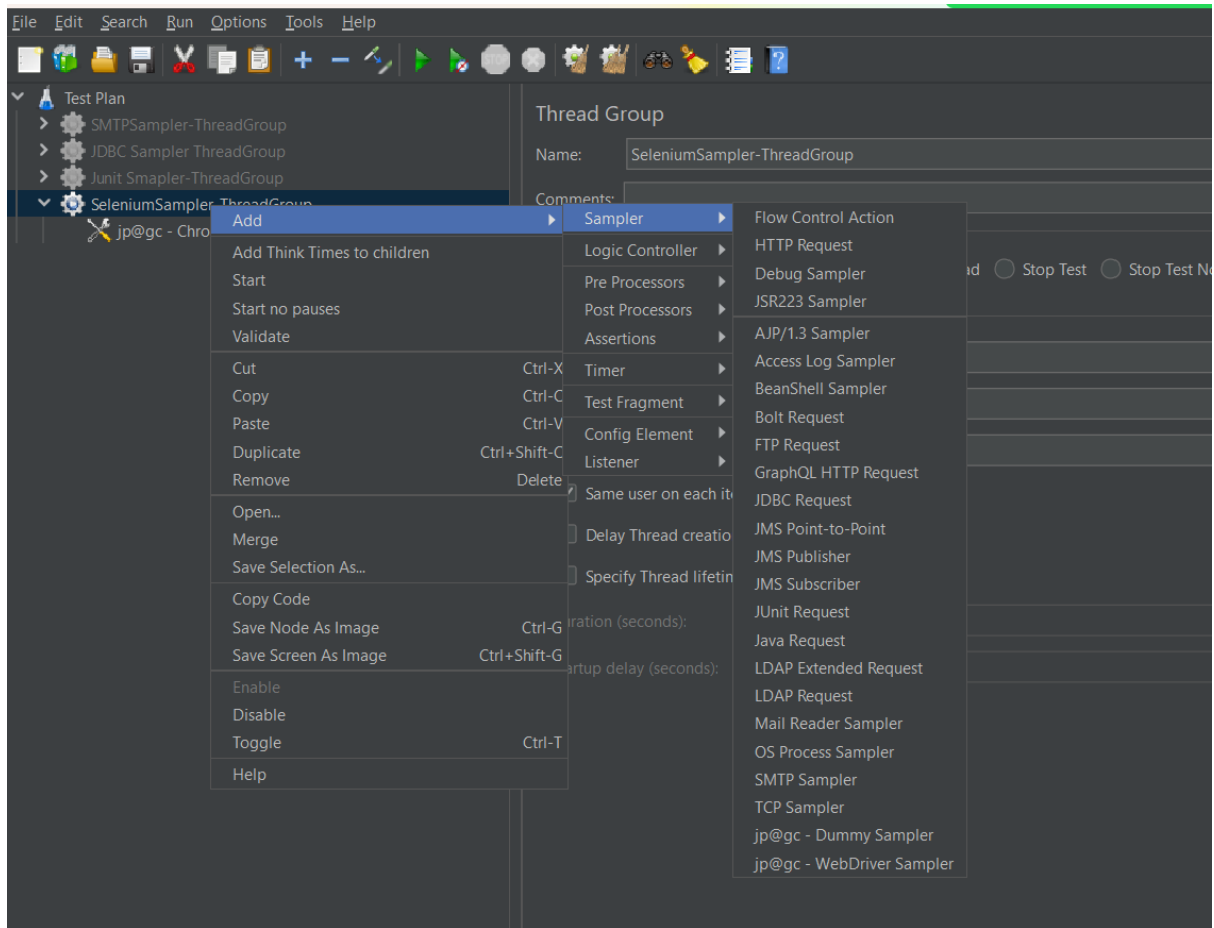 File Edit Search Run Options Tools Help
STOP
Test Plan
SMTPSampler-ThreadGroup
JDBC Sampler ThreadGroup
Junit Smapler-ThreadGroup
SeleniumSampler-ThreadGroup
jp@gc - Chro
Thread Group
Name: SeleniumSampler-ThreadGroup
Comments:
Stop Test Stop Test
Add
Add Think Times to children
Start
Start no pauses
Validate
Cut Ctrl-X
Copy Ctrl-C
Paste Ctrl-V
Duplicate Ctrl+Shift-C
Remove Delete
Open...
Merge
Save Selection As...
Copy Code
Save Node As Image Ctrl-G
Save Screen As Image Ctrl+Shift-G
Enable
Disable
Toggle Ctrl-T
Help
Sampler
Logic Controller
Pre Processors
Post Processors
Assertions
Timer
Test Fragment
Config Element
Listener
Same user on each
Delay Thread creatio
Specify Thread lifetin
(seconds):
delay (seconds):
Flow Control Action
HTTP Request
Debug Sampler
JSR223 Sampler
AJP/1.3 Sampler
Access Log Sampler
BeanShell Sampler
Bolt Request
FTP Request
GraphQL HTTP Request
JDBC Request
JMS Point-to-Point
JMS Publisher
JMS Subscriber
JUnit Request
Java Request
LDAP Extended Request
LDAP Request
Mail Reader Sampler
OS Process Sampler
SMTP Sampler
TCP Sampler
jp@gc - Dummy Sampler
jp@gc - WebDriver Sampler